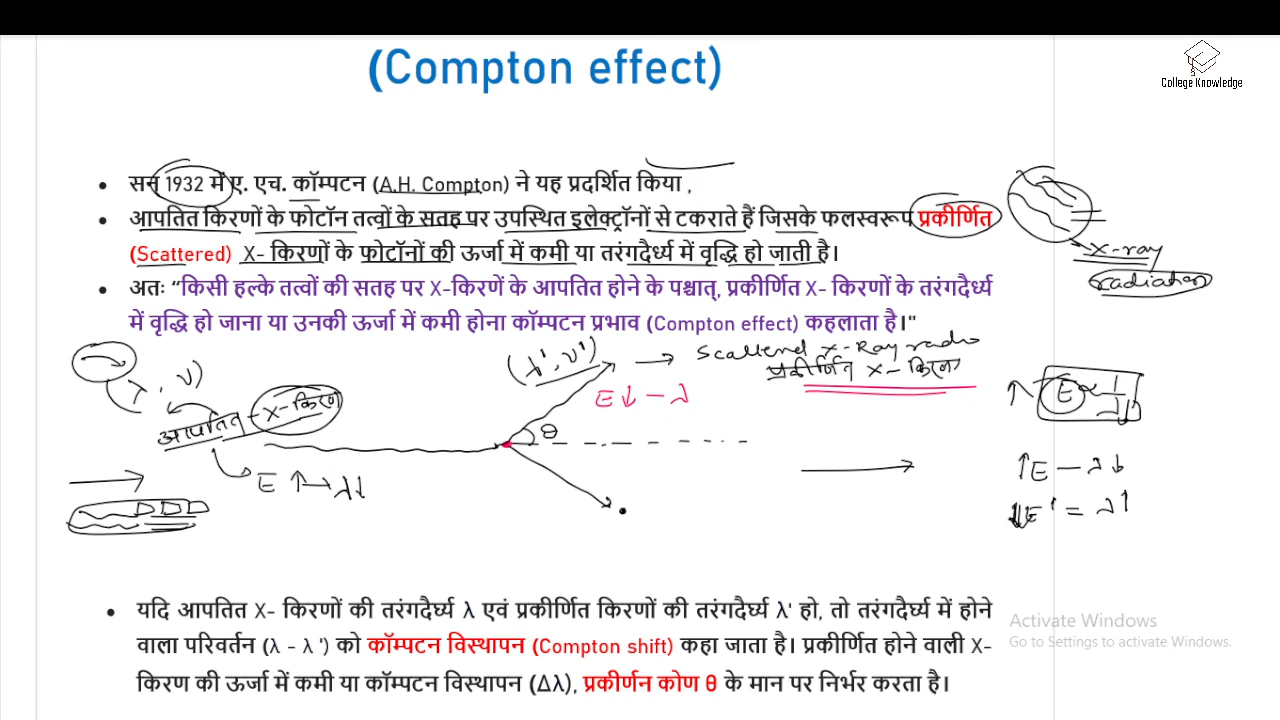 (Compton effect)
College Knowledge
• सन् 1932 में ए. एच. कॉम्पटन (A.H. Compton) ने यह प्रदर्शित किया ,
• आपतित किरणों के फोटॉन तत्वों के सतह पर उपस्थित इलेक्ट्रॉनों से टकराते हैं जिसके फलस्वरूप प्रकीर्णित
(Scattered) X- किरणों के फोटॉनों की ऊर्जा में कमी या तरंगदैर्ध्य में वृद्धि हो जाती है।
X-ray
radiation
• अतः “किसी हल्के तत्वों की सतह पर X-किरणें के आपतित होने के पश्चात्, प्रकीर्णित X- किरणों के तरंगदैर्ध्य
में वृद्धि हो जाना या उनकी ऊर्जा में कमी होना कॉम्पटन प्रभाव (Compton effect) कहलाता है।"
(λ', ν') → Scattered X-Ray
प्रकीर्णित X-किरण
λ, ν)
E↓ - λ
↑ E ∝ 1/λ↓
आपतित - X-किरण
θ
E ↑→ λ↓
↑E - λ↓
↓E' = λ↑
• यदि आपतित X- किरणों की तरंगदैर्घ्य λ एवं प्रकीर्णित किरणों की तरंगदैर्घ्य λ' हो, तो तरंगदैर्घ्य में होने
वाला परिवर्तन (λ - λ') को कॉम्पटन विस्थापन (Compton shift) कहा जाता है। प्रकीर्णित होने वाली X-
किरण की ऊर्जा में कमी या कॉम्पटन विस्थापन (Δλ), प्रकीर्णन कोण θ के मान पर निर्भर करता है।
Activate Windows
Go to Settings to activate Windows.